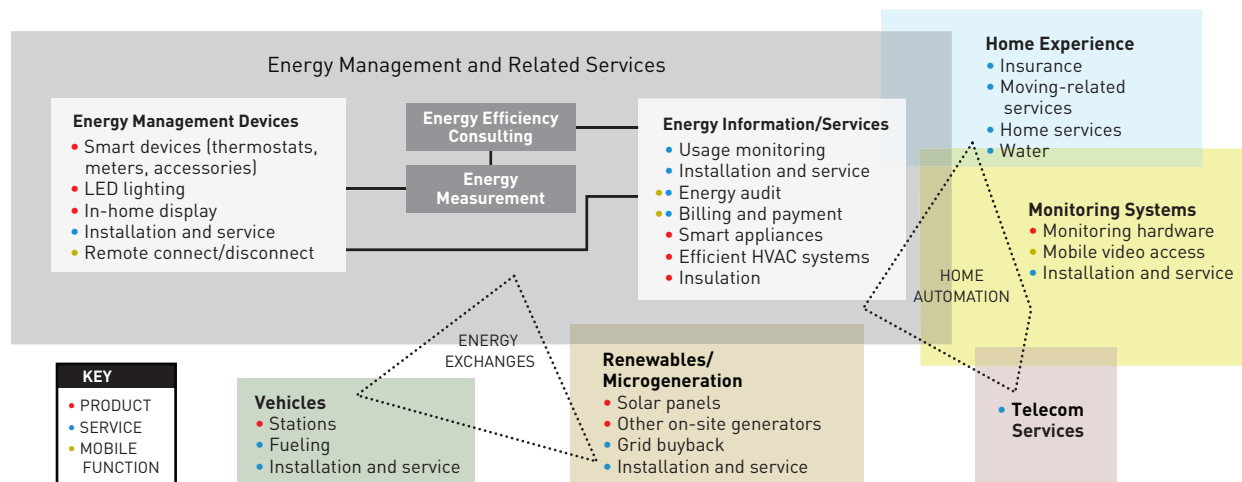 Energy Management and Related Services
Energy Management Devices
• Smart devices (thermostats,
meters, accessories)
• LED lighting
• In-home display
• Installation and service
• Remote connect/disconnect
Energy Efficiency
Consulting
Energy
Measurement
Energy Information/Services
• Usage monitoring
• Installation and service
•• Energy audit
•• Billing and payment
• Smart appliances
• Efficient HVAC systems
• Insulation
Home Experience
• Insurance
• Moving-related
services
• Home services
• Water
Monitoring Systems
• Monitoring hardware
• Mobile video access
• Installation and service
HOME
AUTOMATION
ENERGY
EXCHANGES
KEY
• PRODUCT
• SERVICE
• MOBILE
FUNCTION
Vehicles
• Stations
• Fueling
• Installation and service
Renewables/
Microgeneration
• Solar panels
• Other on-site generators
• Grid buyback
• Installation and service
• Telecom
Services